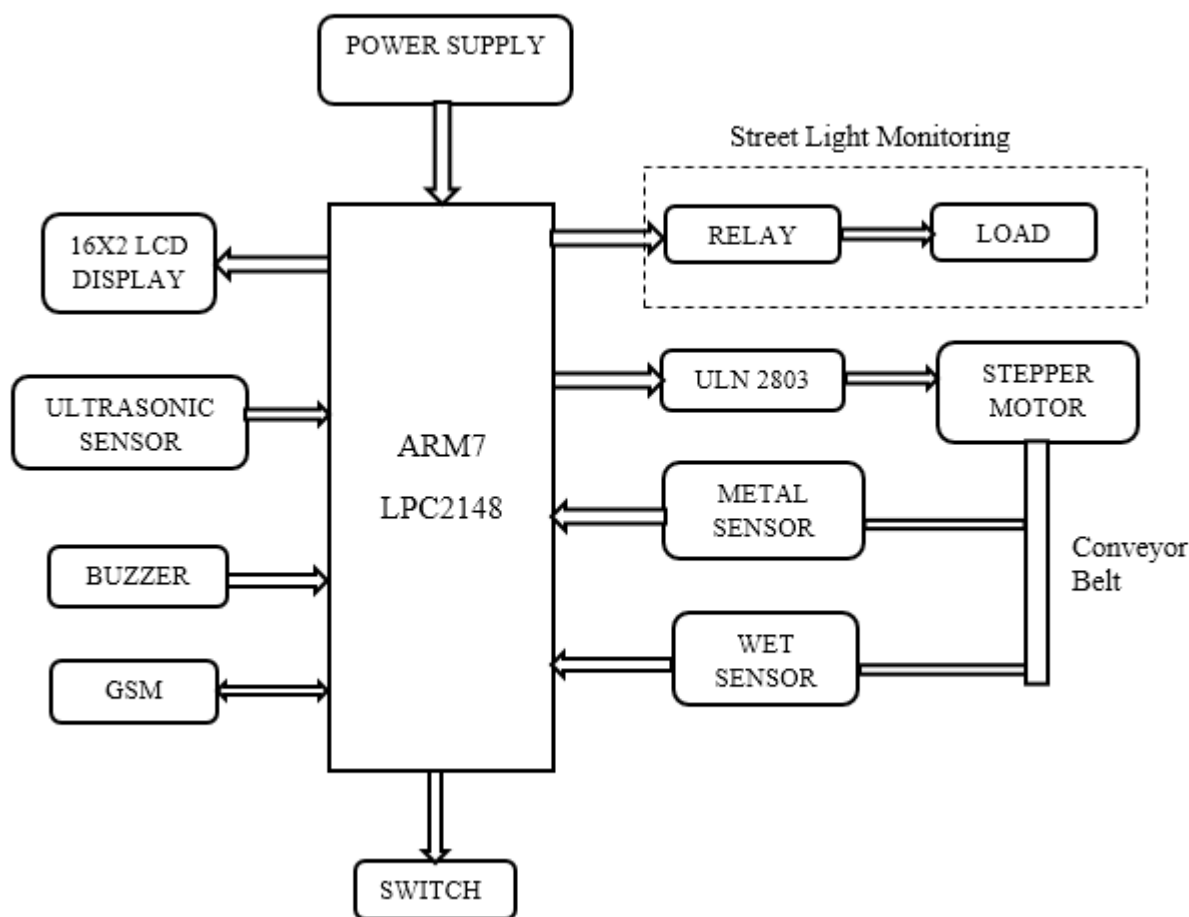 POWER SUPPLY
Street Light Monitoring
16X2 LCD
DISPLAY
RELAY
LOAD
ULTRASONIC
SENSOR
ULN 2803
STEPPER
MOTOR
ARM7
LPC2148
METAL
SENSOR
Conveyor
Belt
BUZZER
WET
SENSOR
GSM
SWITCH